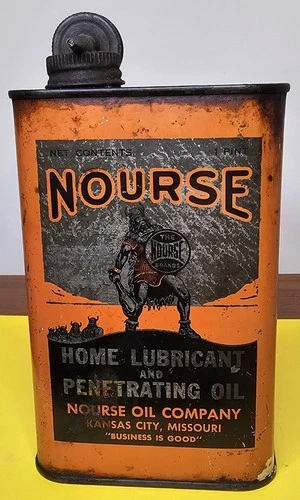 NET CONTENTS 1 PINT
NOURSE
THE
NOURSE
BRANDS
HOME LUBRICANT
AND
PENETRATING OIL
NOURSE OIL COMPANY
KANSAS CITY, MISSOURI
"BUSINESS IS GOOD"